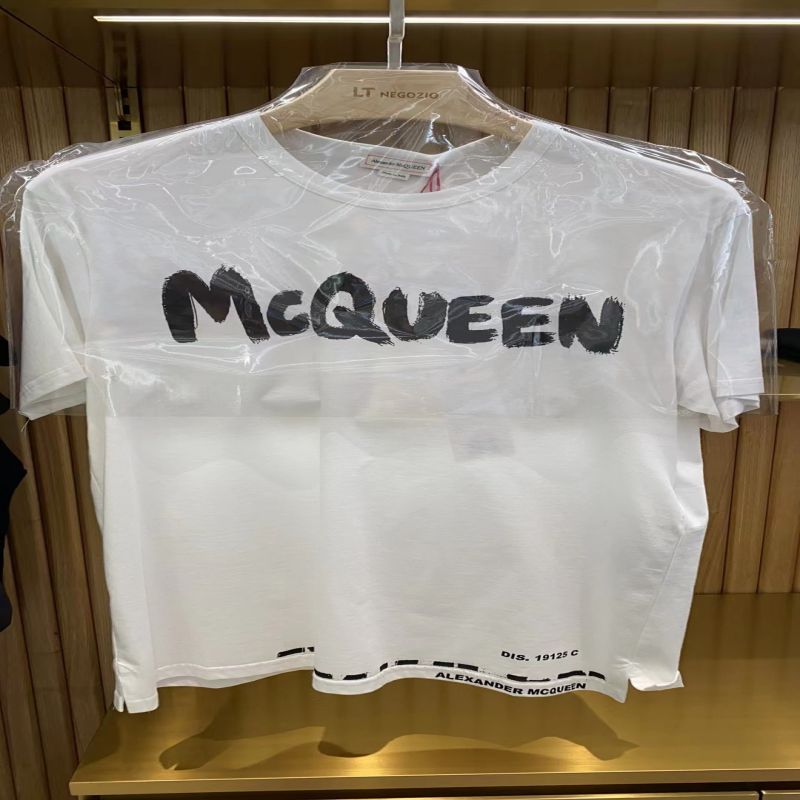 LT NEGOZIO
Alexander McQUEEN
McQUEEN
DIS. 19125 C
ALEXANDER MCQUEEN